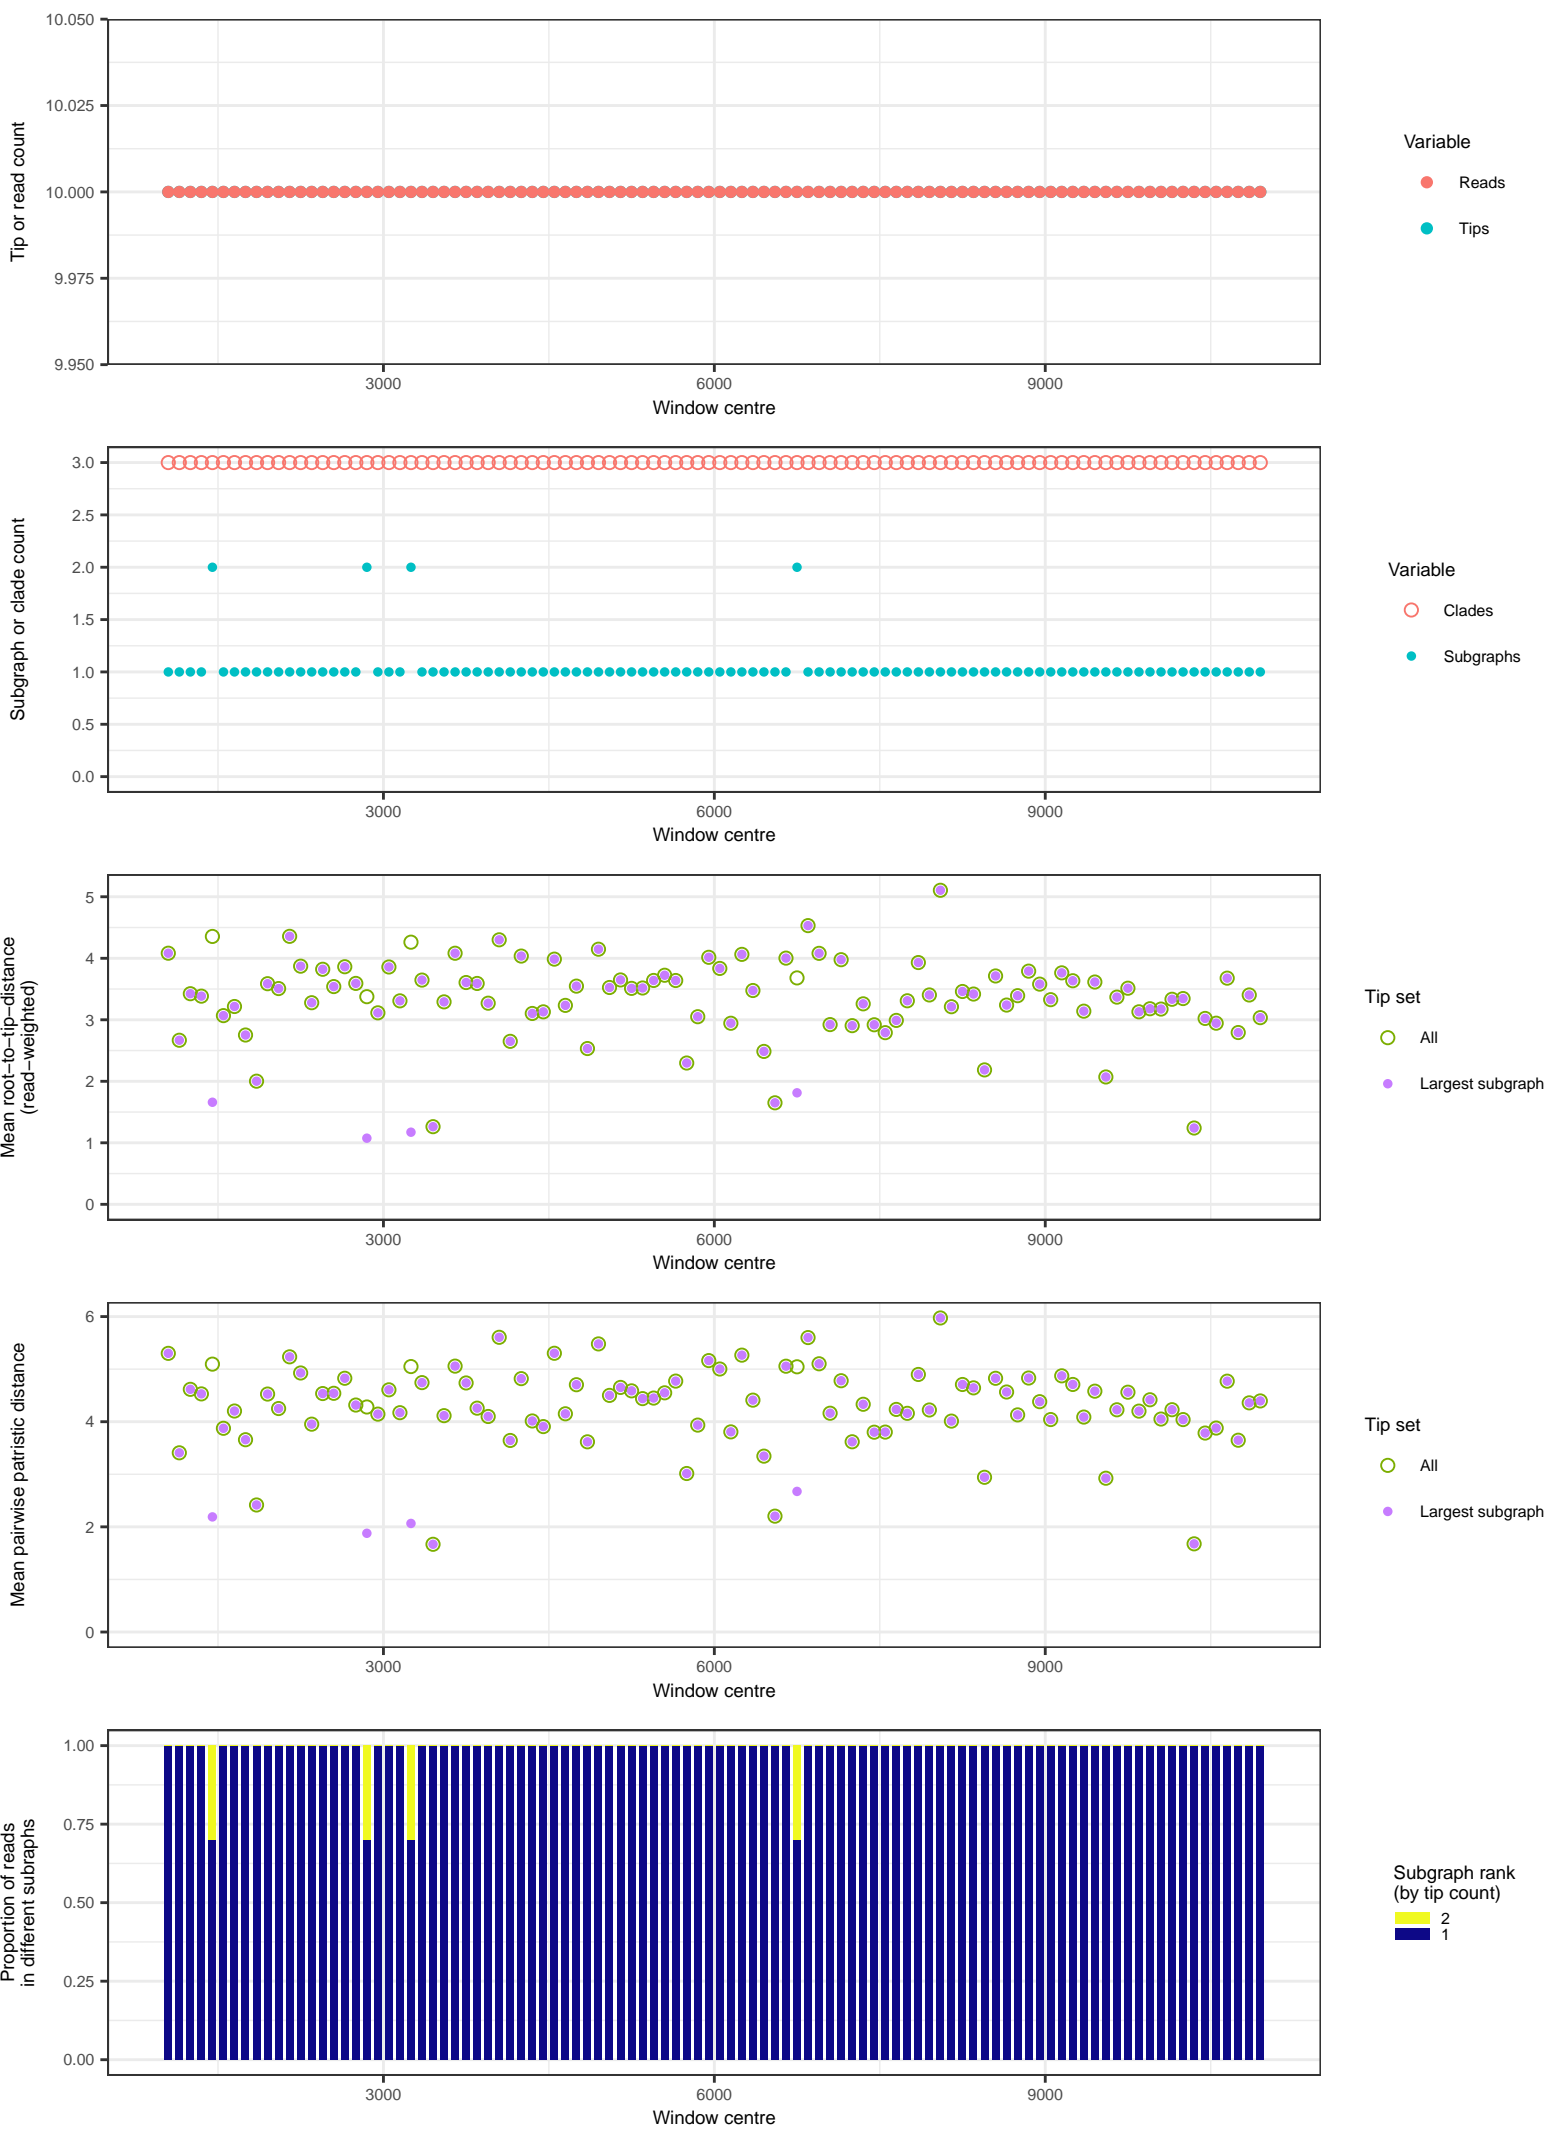 10.050
10.025
10.000
9.975
9.950
Tip or read count
3000
6000
9000
Window centre
Variable
Reads
Tips
3.0
2.5
2.0
1.5
1.0
0.5
0.0
Subgraph or clade count
3000
6000
9000
Window centre
Variable
Clades
Subgraphs
5
4
3
2
1
0
Mean root−to−tip−distance
(read−weighted)
3000
6000
9000
Window centre
Tip set
All
Largest subgraph
6
4
2
0
Mean pairwise patristic distance
3000
6000
9000
Window centre
Tip set
All
Largest subgraph
1.00
0.75
0.50
0.25
0.00
Proportion of reads
in different subraphs
3000
6000
9000
Window centre
Subgraph rank
(by tip count)
2
1